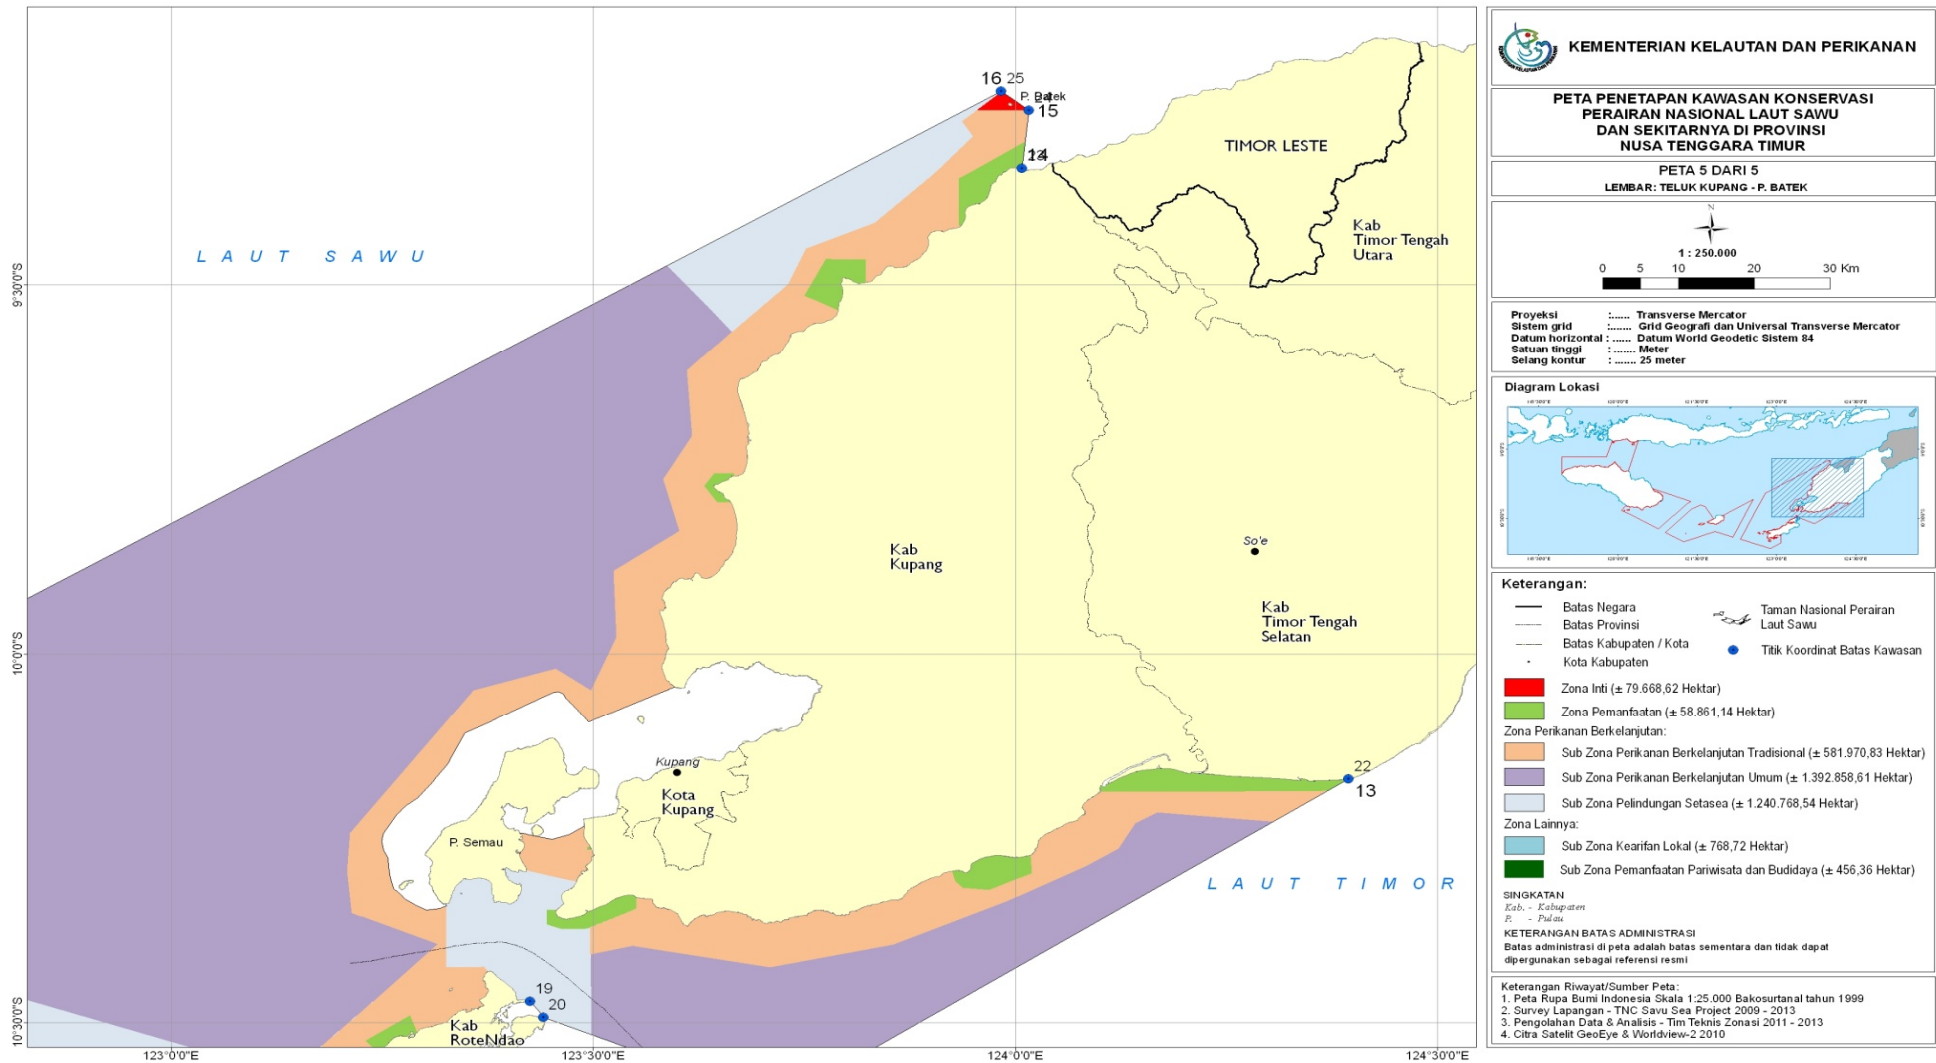 16 25
P. Batek
15
14
TIMOR LESTE
Kab
Timor Tengah
Utara
LAUT SAWU
Kab
Kupang
So'e
Kab
Timor Tengah
Selatan
Kupang
Kota
Kupang
P. Semau
22
13
LAUT TIMOR
19
20
Kab
RoteNdao
9°30'0"S
10°0'0"S
10°30'0"S
123°0'0"E
123°30'0"E
124°0'0"E
124°30'0"E
KEMENTERIAN KELAUTAN DAN PERIKANAN
PETA PENETAPAN KAWASAN KONSERVASI
PERAIRAN NASIONAL LAUT SAWU
DAN SEKITARNYA DI PROVINSI
NUSA TENGGARA TIMUR
PETA 5 DARI 5
LEMBAR: TELUK KUPANG - P. BATEK
N
1 : 250.000
0 5 10 20 30 Km
Proyeksi :...... Transverse Mercator
Sistem grid :....... Grid Geografi dan Universal Transverse Mercator
Datum horizontal : ...... Datum World Geodetic Sistem 84
Satuan tinggi : ....... Meter
Selang kontur : ....... 25 meter
Diagram Lokasi
Keterangan:
Batas Negara
Batas Provinsi
Batas Kabupaten / Kota
Kota Kabupaten
Taman Nasional Perairan
Laut Sawu
Titik Koordinat Batas Kawasan
Zona Inti (± 79.668,62 Hektar)
Zona Pemanfaatan (± 58.861,14 Hektar)
Zona Perikanan Berkelanjutan:
Sub Zona Perikanan Berkelanjutan Tradisional (± 581.970,83 Hektar)
Sub Zona Perikanan Berkelanjutan Umum (± 1.392.858,61 Hektar)
Sub Zona Pelindungan Setasea (± 1.240.768,54 Hektar)
Zona Lainnya:
Sub Zona Kearifan Lokal (± 768,72 Hektar)
Sub Zona Pemanfaatan Pariwisata dan Budidaya (± 456,36 Hektar)
SINGKATAN
Kab. - Kabupaten
P. - Pulau
KETERANGAN BATAS ADMINISTRASI
Batas administrasi di peta adalah batas sementara dan tidak dapat
dipergunakan sebagai referensi resmi
Keterangan Riwayat/Sumber Peta:
1. Peta Rupa Bumi Indonesia Skala 1:25.000 Bakosurtanal tahun 1999
2. Survey Lapangan - TNC Savu Sea Project 2009 - 2013
3. Pengolahan Data & Analisis - Tim Teknis Zonasi 2011 - 2013
4. Citra Satelit GeoEye & Worldview-2 2010